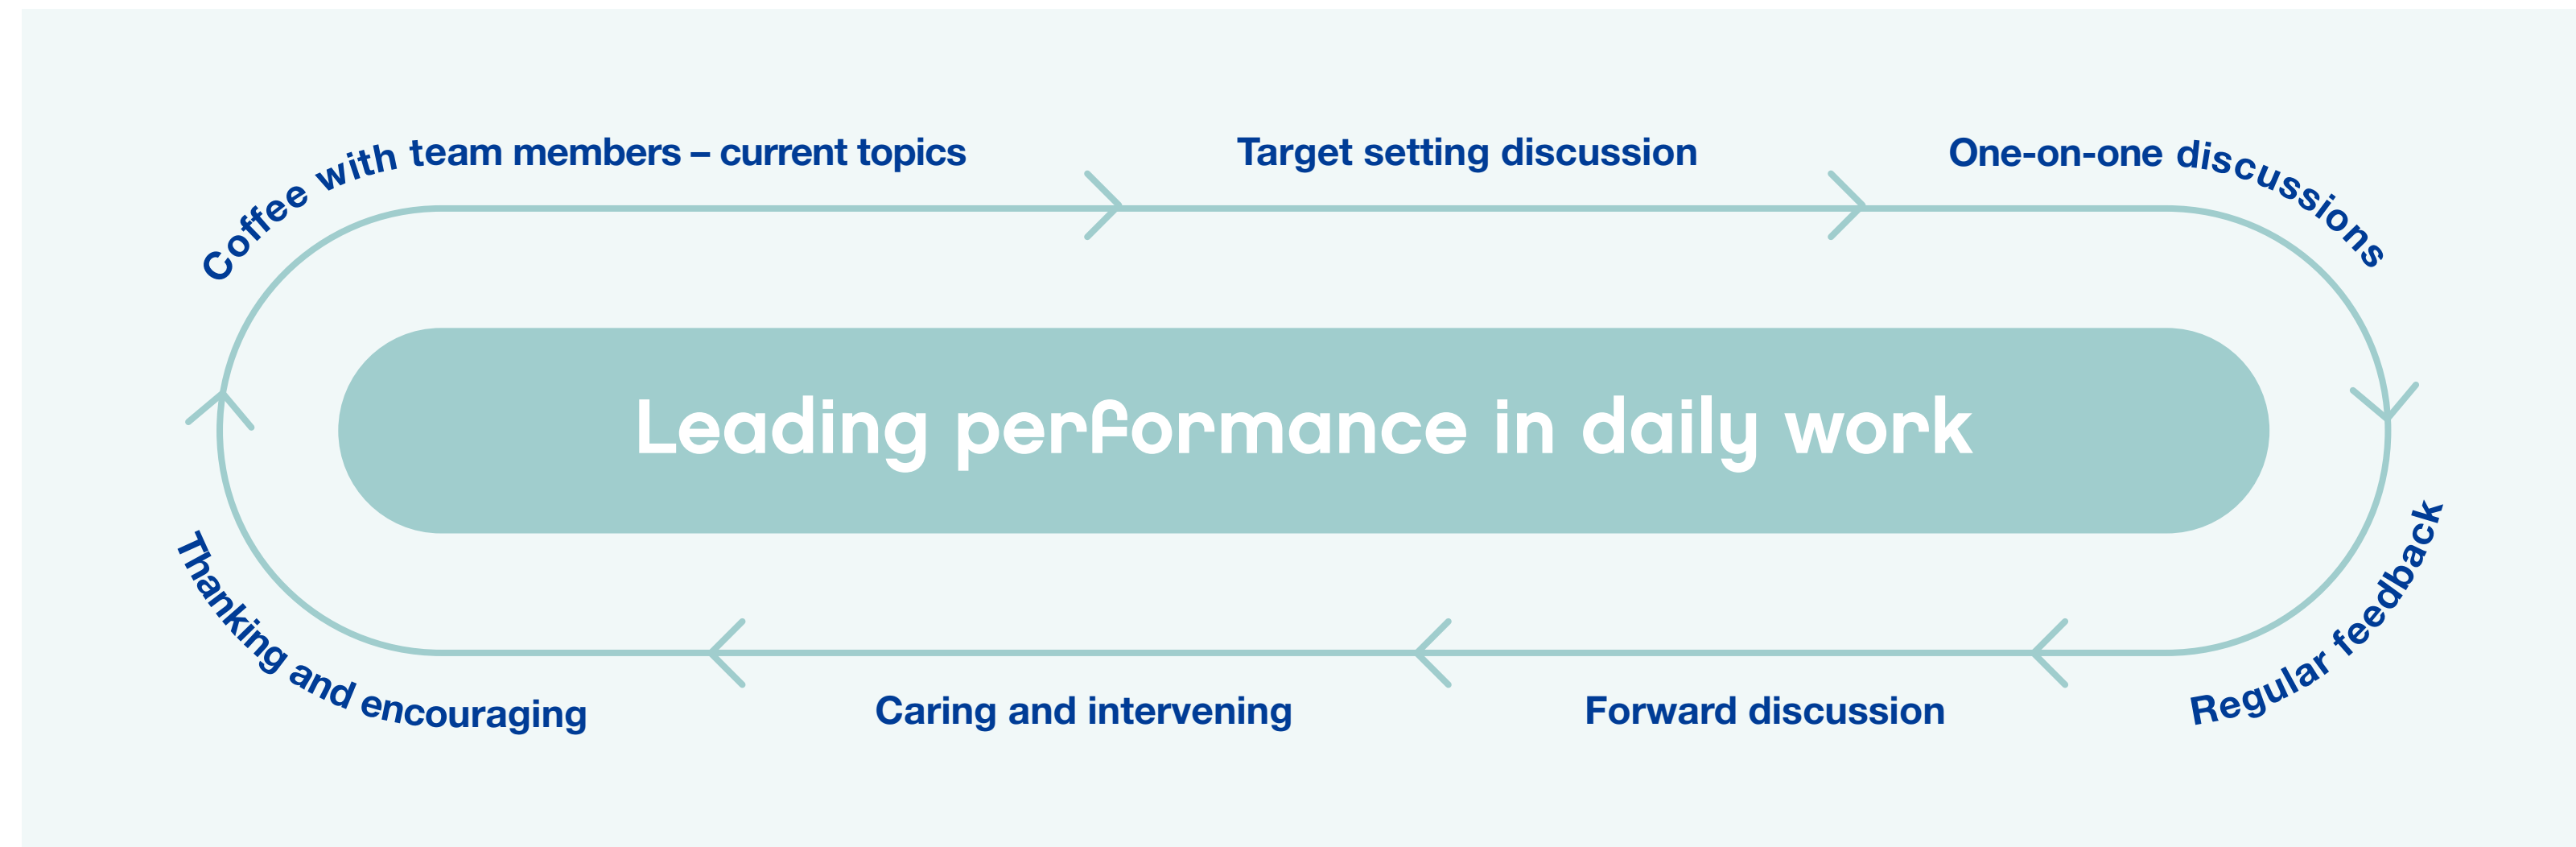 Coffee with team members – current topics
Target setting discussion
One-on-one discussions
Leading performance in daily work
Regular feedback
Forward discussion
Caring and intervening
Thanking and encouraging